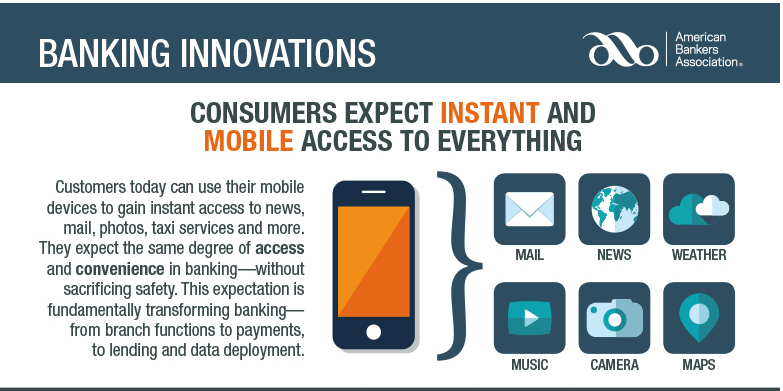 BANKING INNOVATIONS
American
Bankers
Association®
CONSUMERS EXPECT INSTANT AND
MOBILE ACCESS TO EVERYTHING
Customers today can use their mobile
devices to gain instant access to news,
mail, photos, taxi services and more.
They expect the same degree of access
and convenience in banking—without
sacrificing safety. This expectation is
fundamentally transforming banking—
from branch functions to payments,
to lending and data deployment.
MAIL
NEWS
WEATHER
MUSIC
CAMERA
MAPS